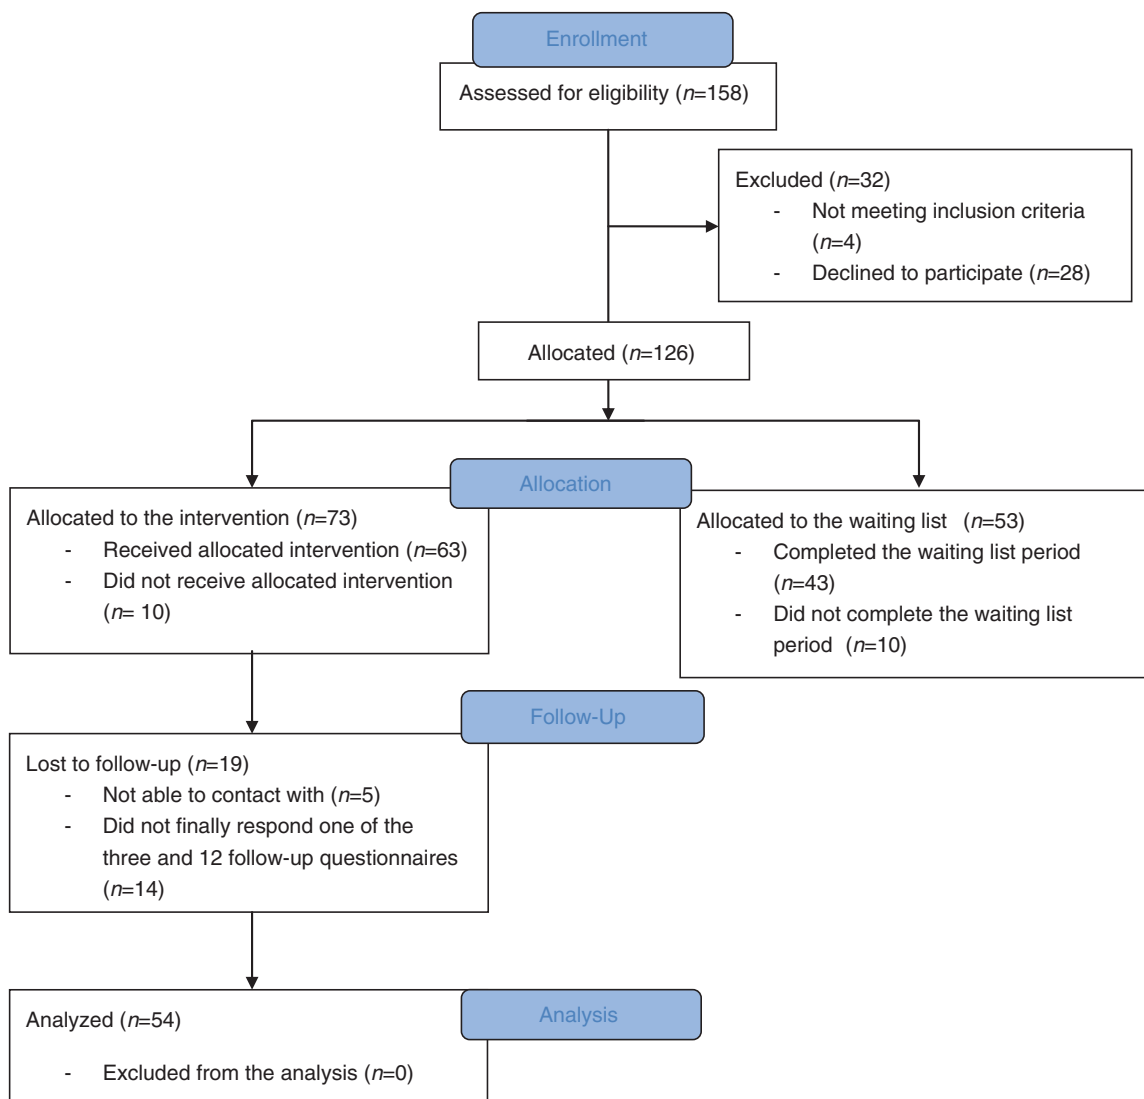 Enrollment
Assessed for eligibility (n=158)
Excluded (n=32)
- Not meeting inclusion criteria
(n=4)
- Declined to participate (n=28)
Allocated (n=126)
Allocation
Allocated to the intervention (n=73)
- Received allocated intervention (n=63)
- Did not receive allocated intervention
(n= 10)
Allocated to the waiting list (n=53)
- Completed the waiting list period
(n=43)
- Did not complete the waiting list
period (n=10)
Follow-Up
Lost to follow-up (n=19)
- Not able to contact with (n=5)
- Did not finally respond one of the
three and 12 follow-up questionnaires
(n=14)
Analysis
Analyzed (n=54)
- Excluded from the analysis (n=0)